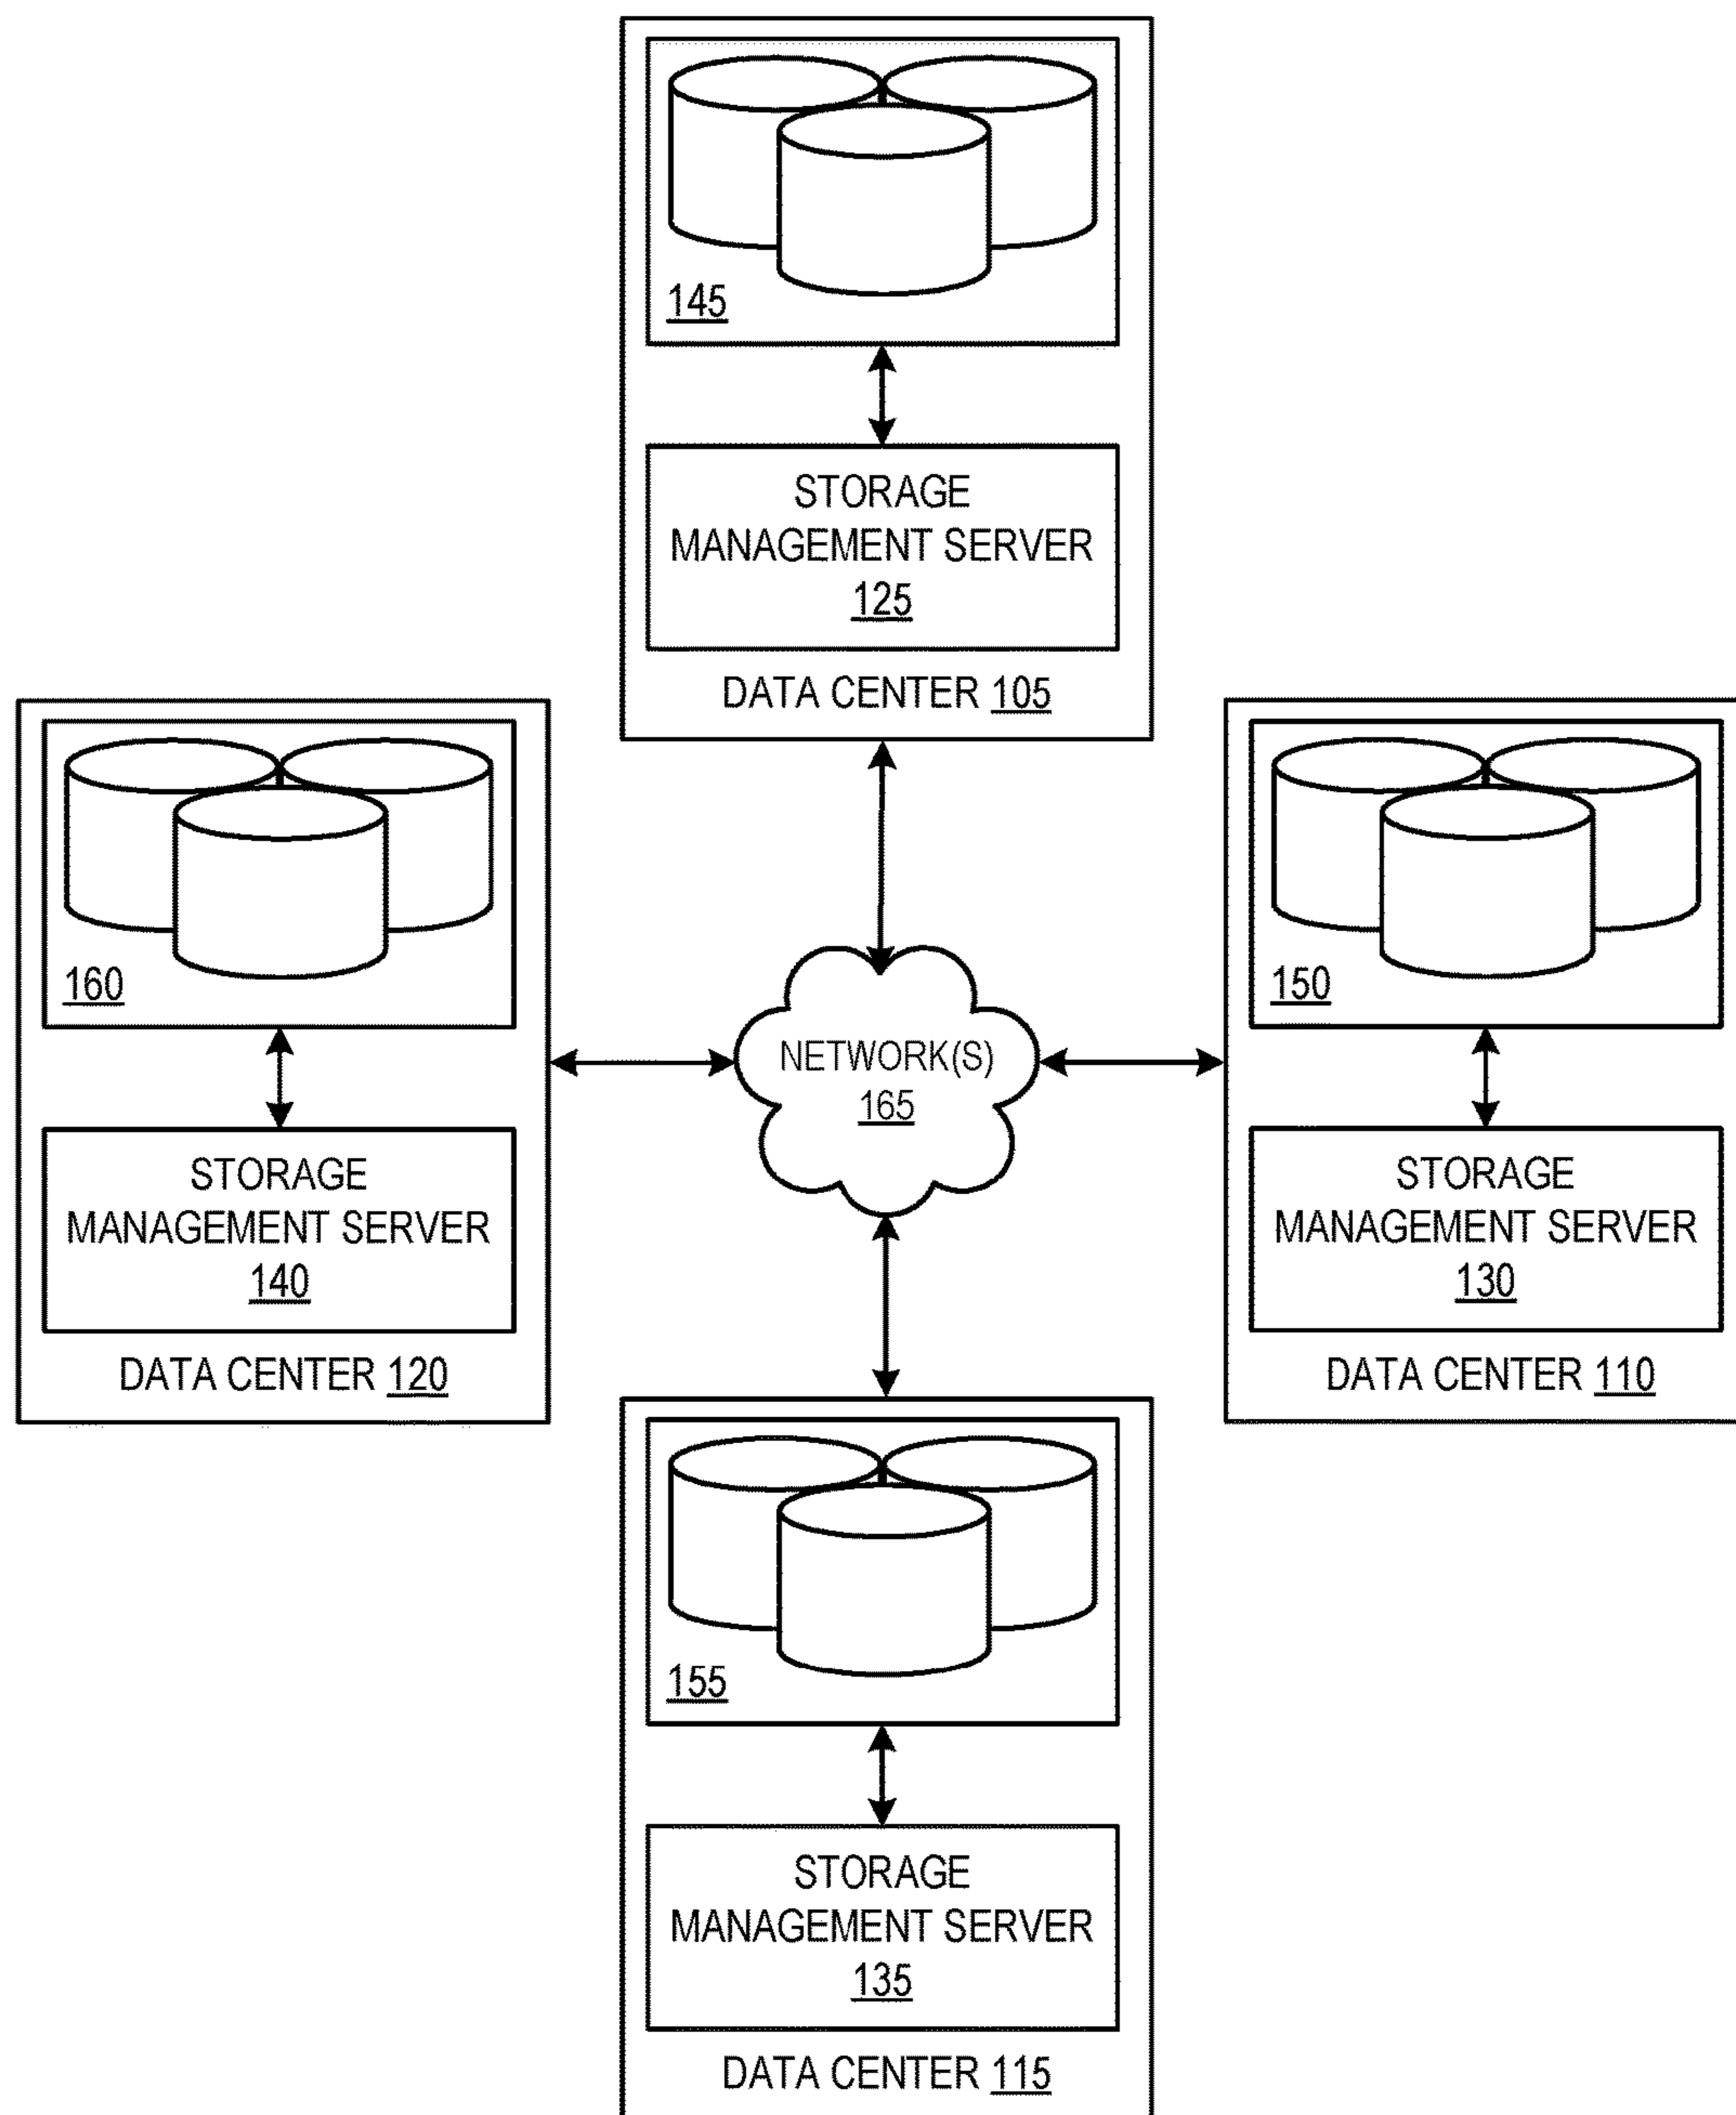 145
STORAGE
MANAGEMENT SERVER
125
DATA CENTER 105
160
STORAGE
MANAGEMENT SERVER
140
DATA CENTER 120
NETWORK(S)
165
150
STORAGE
MANAGEMENT SERVER
130
DATA CENTER 110
155
STORAGE
MANAGEMENT SERVER
135
DATA CENTER 115